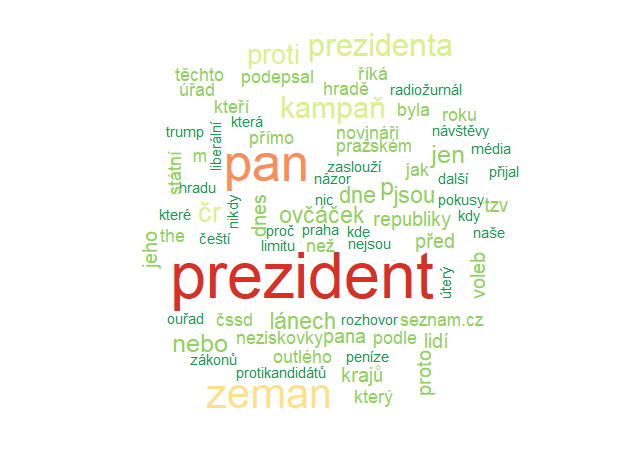 proti prezidenta
těchto podepsal říká
úřad hradě radiožurnál
kteří kampaň byla roku
trump liberální která přímo novináři návštěvy
pražském
státní m pan zaslouží jen média
hradu názor jak další přijal
nikdy dnes nic dne p jsou pokusy tzv
které čr ovčáček republiky kdy
jeho the čeští proč praha kde naše
limitu než nejsou před
prezident úterý voleb
ouřad čssd lánech rozhovor seznam.cz
nebo neziskovky pana podle lidí
zákonů outlého peníze proto
protikandidátů krajů
zeman který